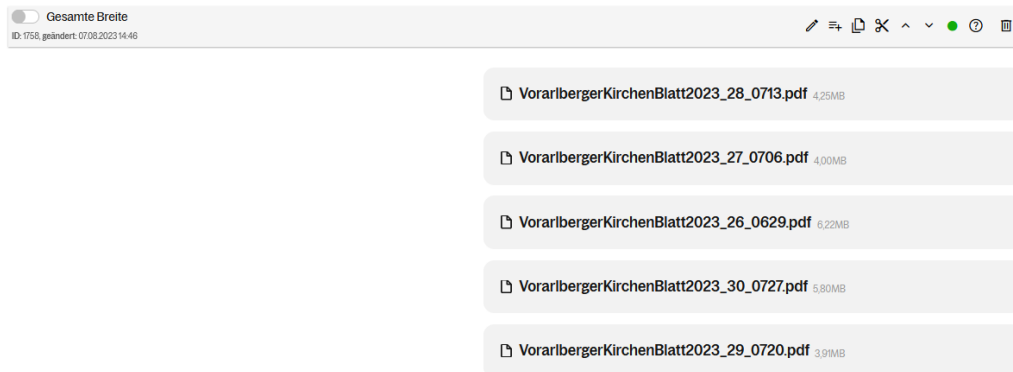 Gesamte Breite
ID: 1758, geändert: 07.08.2023 14:46
VorarlbergerKirchenBlatt2023_28_0713.pdf 4,25MB
VorarlbergerKirchenBlatt2023_27_0706.pdf 4,00MB
VorarlbergerKirchenBlatt2023_26_0629.pdf 6,22MB
VorarlbergerKirchenBlatt2023_30_0727.pdf 5,80MB
VorarlbergerKirchenBlatt2023_29_0720.pdf 3,91MB